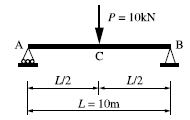 P = 10kN
A
B
C
L/2
L/2
L = 10m